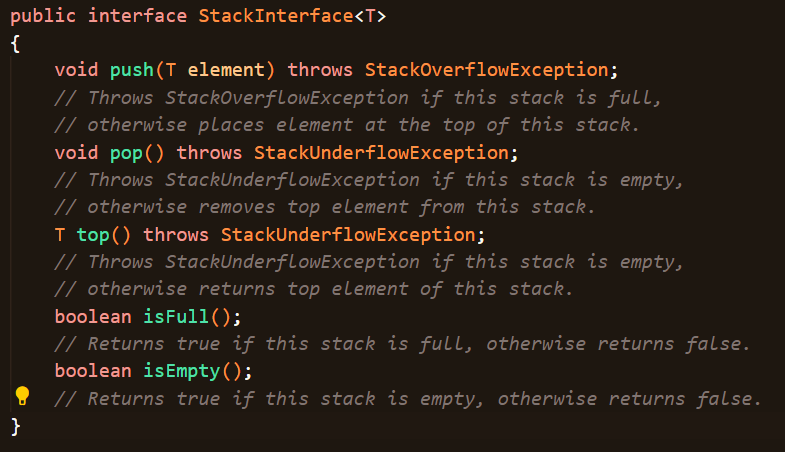 public interface StackInterface<T>
{
    void push(T element) throws StackOverflowException;
    // Throws StackOverflowException if this stack is full,
    // otherwise places element at the top of this stack.
    void pop() throws StackUnderflowException;
    // Throws StackUnderflowException if this stack is empty,
    // otherwise removes top element from this stack.
    T top() throws StackUnderflowException;
    // Throws StackUnderflowException if this stack is empty,
    // otherwise returns top element of this stack.
    boolean isFull();
    // Returns true if this stack is full, otherwise returns false.
    boolean isEmpty();
    // Returns true if this stack is empty, otherwise returns false.
}